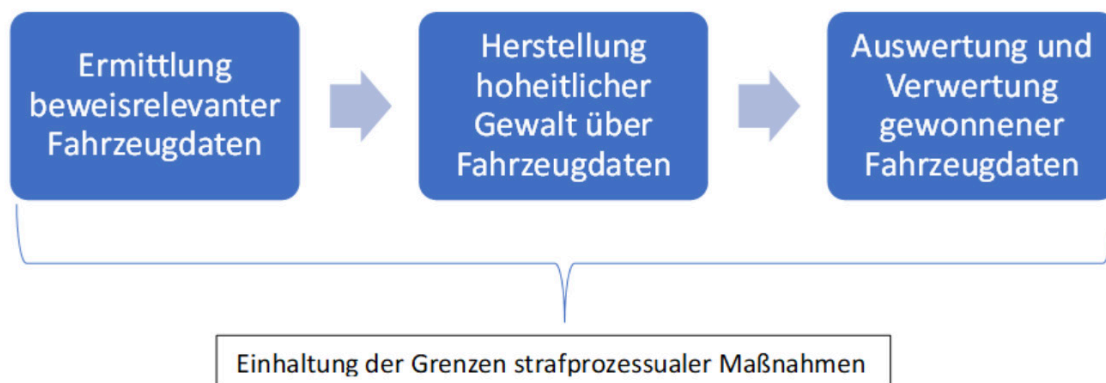 Ermittlung
beweisrelevanter
Fahrzeugdaten
Herstellung
hoheitlicher
Gewalt über
Fahrzeugdaten
Auswertung und
Verwertung
gewonnener
Fahrzeugdaten
Einhaltung der Grenzen strafprozessualer Maßnahmen